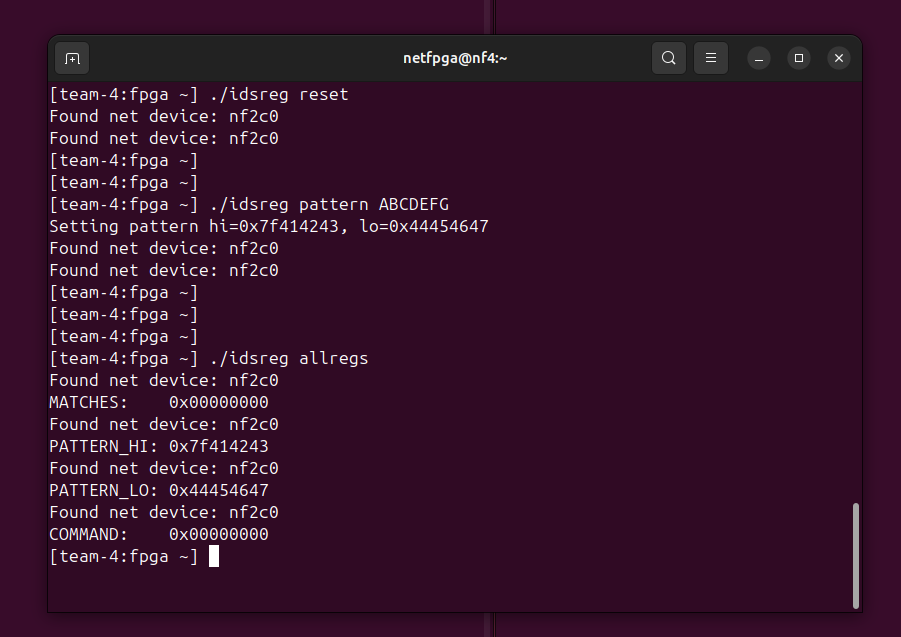 netfpga@nf4:~
[team-4:fpga ~] ./idsreg reset
Found net device: nf2c0
Found net device: nf2c0
[team-4:fpga ~]
[team-4:fpga ~]
[team-4:fpga ~] ./idsreg pattern ABCDEFG
Setting pattern hi=0x7f414243, lo=0x44454647
Found net device: nf2c0
Found net device: nf2c0
[team-4:fpga ~]
[team-4:fpga ~]
[team-4:fpga ~]
[team-4:fpga ~] ./idsreg allregs
Found net device: nf2c0
MATCHES:    0x00000000
Found net device: nf2c0
PATTERN_HI: 0x7f414243
Found net device: nf2c0
PATTERN_LO: 0x44454647
Found net device: nf2c0
COMMAND:    0x00000000
[team-4:fpga ~]